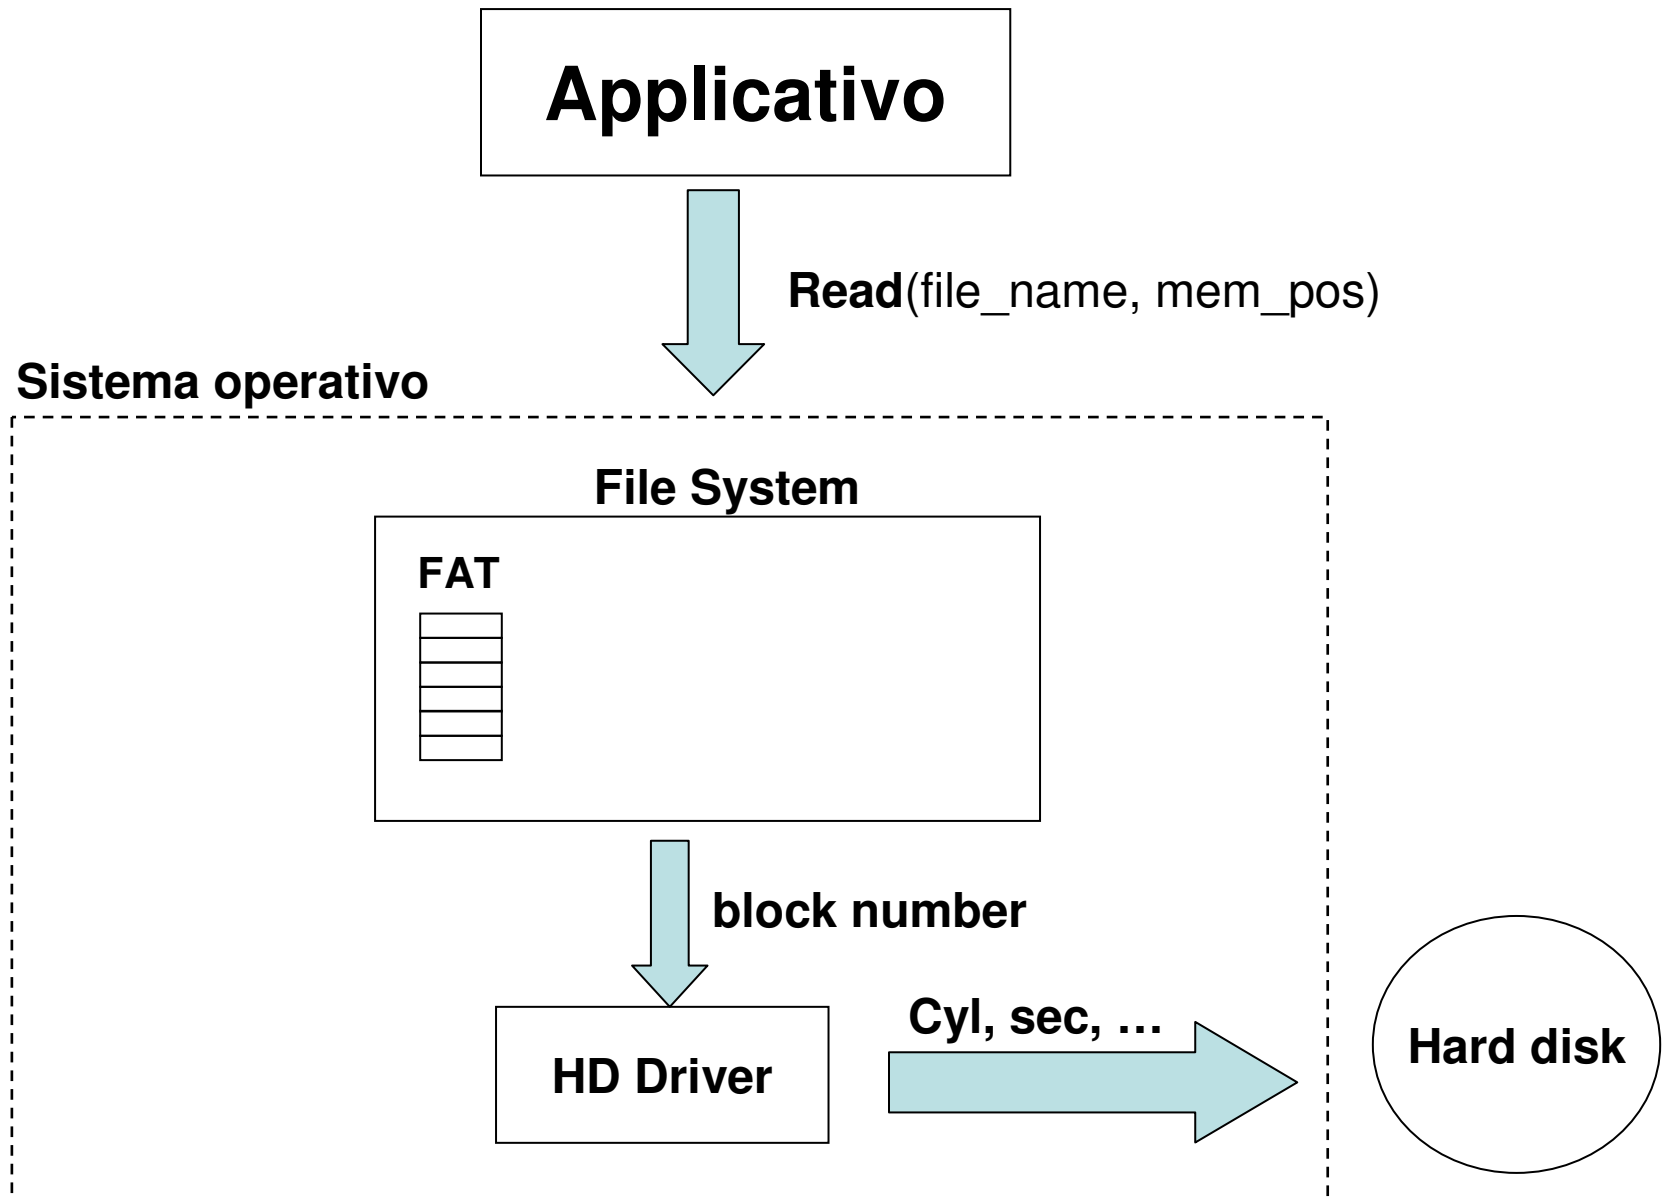 Applicativo
Read(file_name, mem_pos)
Sistema operativo
File System
FAT
block number
Cyl, sec, …
HD Driver
Hard disk